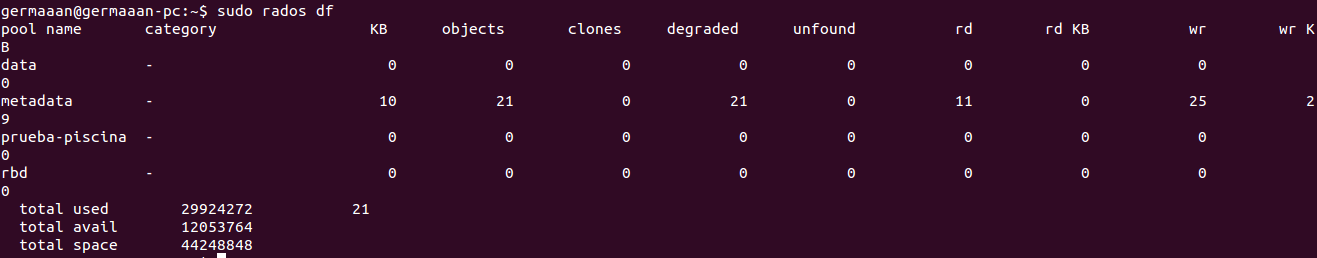 germaaan@germaaan-pc:~$ sudo rados df
pool name       category                 KB      objects       clones     degraded      unfound           rd        rd KB           wr        wr K
B
data            -                          0            0            0            0            0            0            0            0
0
metadata        -                         10           21            0           21            0           11            0           25            2
9
prueba-piscina  -                          0            0            0            0            0            0            0            0
0
rbd             -                          0            0            0            0            0            0            0            0
0
  total used        29924272           21
  total avail       12053764
  total space       44248848